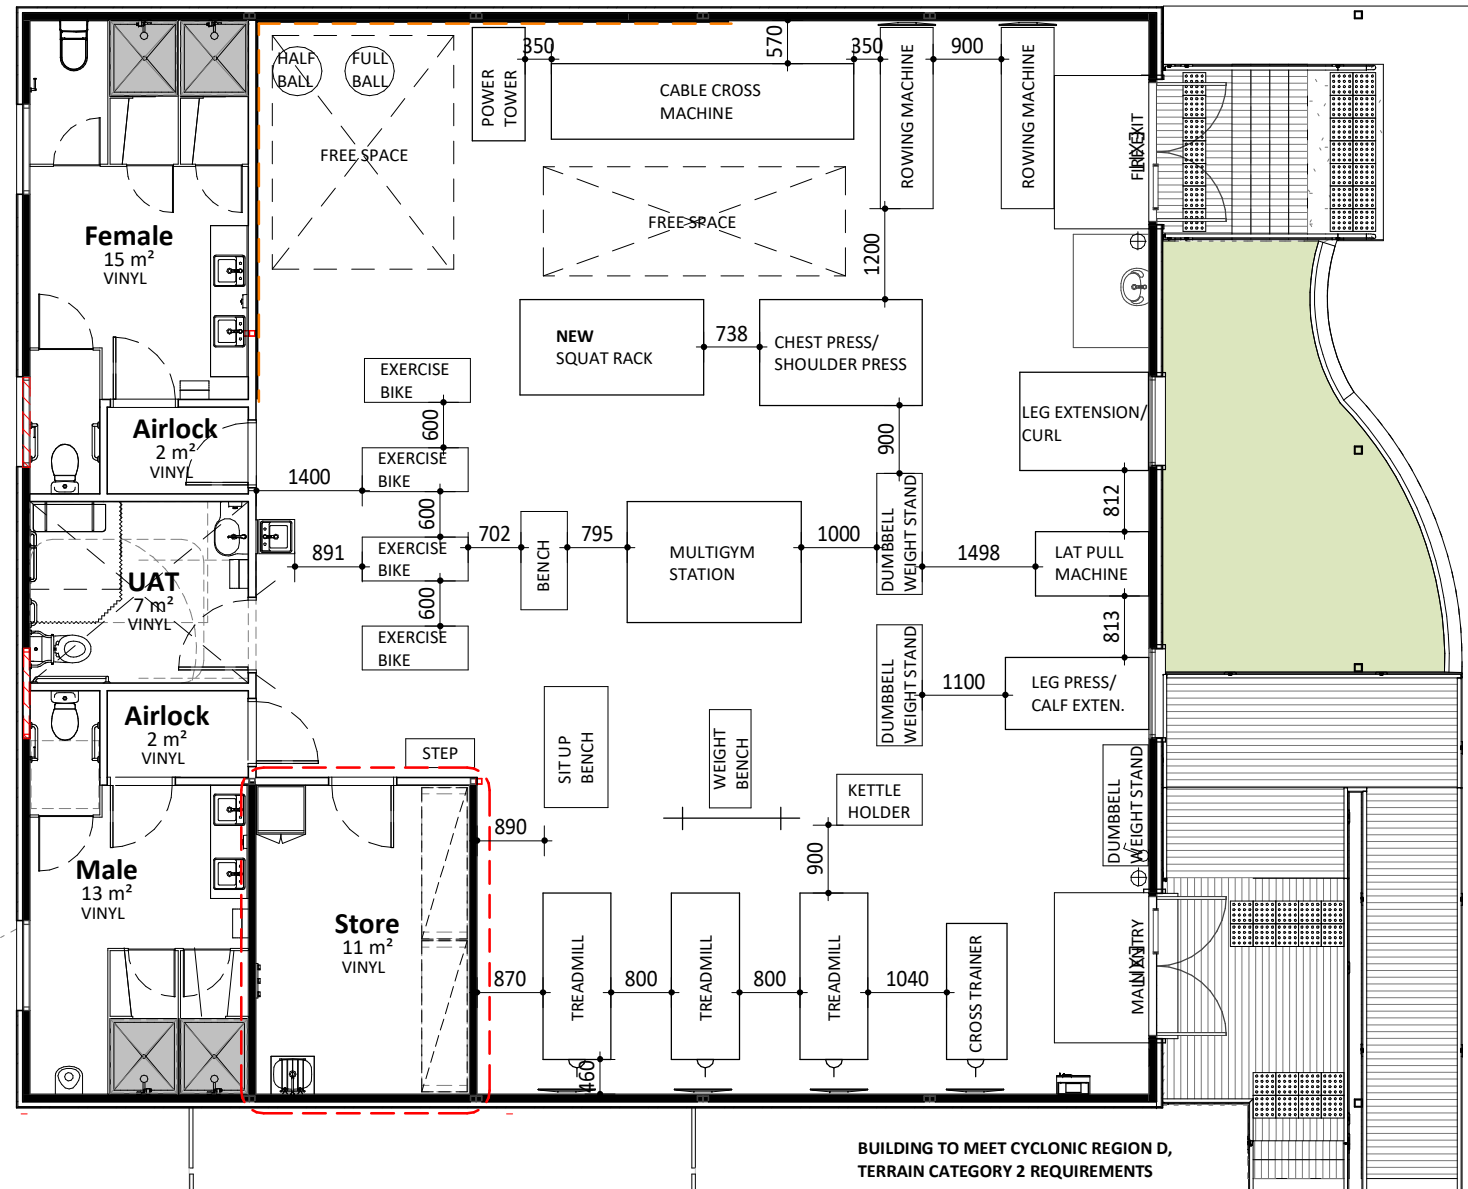 HALF
BALL
FULL
BALL
FREE SPACE
POWER
TOWER
350
CABLE CROSS
MACHINE
570
350
ROWING MACHINE
900
ROWING MACHINE
FREE SPACE
1200
Female
15 m²
VINYL
NEW
SQUAT RACK
738
CHEST PRESS/
SHOULDER PRESS
EXERCISE
BIKE
600
900
LEG EXTENSION/
CURL
Airlock
2 m²
VINYL
1400
EXERCISE
BIKE
600
812
DUMBBELL
WEIGHT STAND
891
EXERCISE
BIKE
702
BENCH
795
MULTIGYM
STATION
1000
1498
LAT PULL
MACHINE
UAT
7 m²
VINYL
600
813
EXERCISE
BIKE
DUMBBELL
WEIGHT STAND
1100
LEG PRESS/
CALF EXTEN.
Airlock
2 m²
VINYL
STEP
SIT UP
BENCH
WEIGHT
BENCH
KETTLE
HOLDER
DUMBBELL
WEIGHT STAND
890
900
Male
13 m²
VINYL
Store
11 m²
VINYL
870
TREADMILL
800
TREADMILL
800
TREADMILL
1040
CROSS TRAINER
460
BUILDING TO MEET CYCLONIC REGION D,
TERRAIN CATEGORY 2 REQUIREMENTS